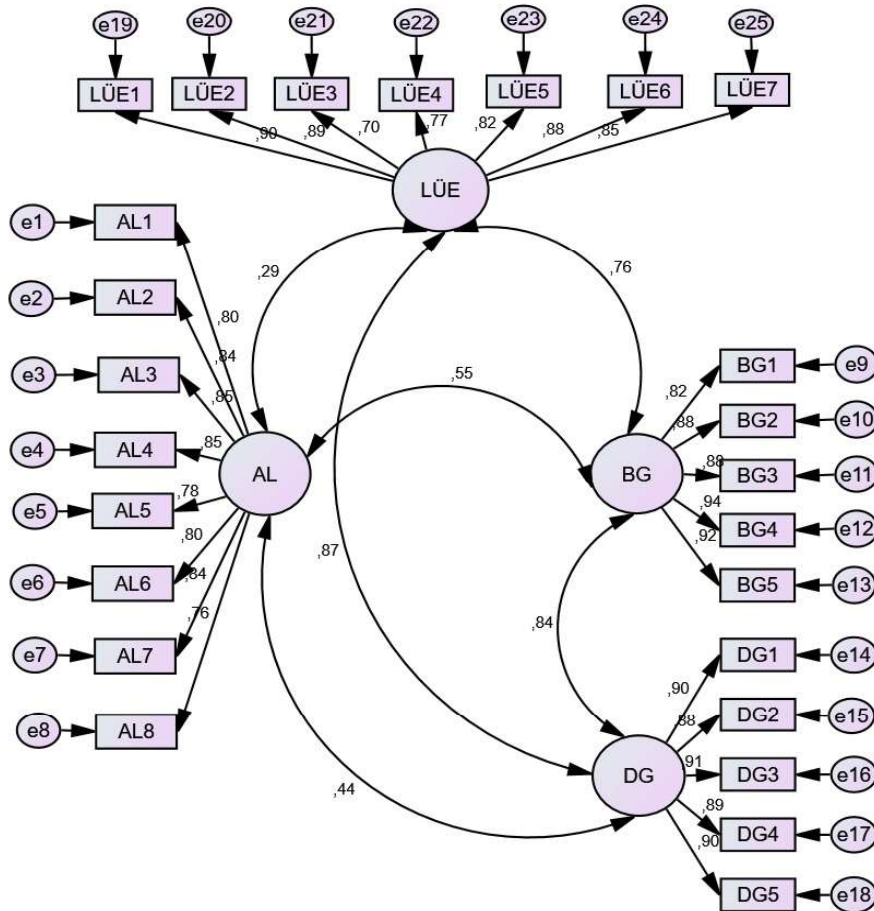 e19 e20 e21 e22 e23 e24 e25
LÜE1 LÜE2 LÜE3 LÜE4 LÜE5 LÜE6 LÜE7
,90 ,89 ,70 ,77 ,82 ,88 ,85
LÜE
e1 AL1
e2 AL2
e3 AL3
e4 AL4
e5 AL5
e6 AL6
e7 AL7
e8 AL8
,80
,84
,85
,85
,78
,80
,84
,76
AL
,29
,76
,55
,87
,84
,44
BG
,82
,88
,88
,94
,92
BG1 e9
BG2 e10
BG3 e11
BG4 e12
BG5 e13
DG
,90
,88
,91
,89
,90
DG1 e14
DG2 e15
DG3 e16
DG4 e17
DG5 e18